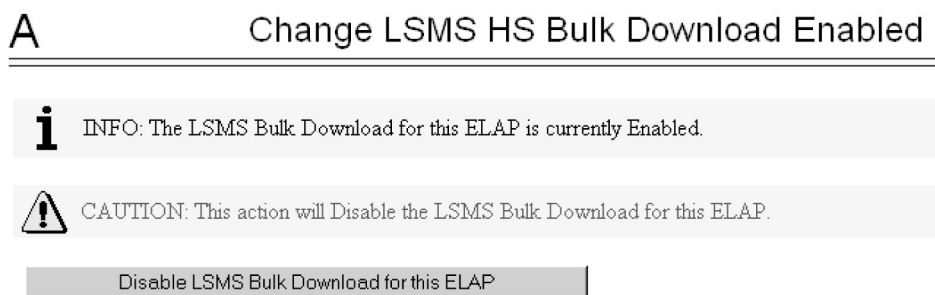 A Change LSMS HS Bulk Download Enabled
INFO: The LSMS Bulk Download for this ELAP is currently Enabled.
CAUTION: This action will Disable the LSMS Bulk Download for this ELAP.
Disable LSMS Bulk Download for this ELAP